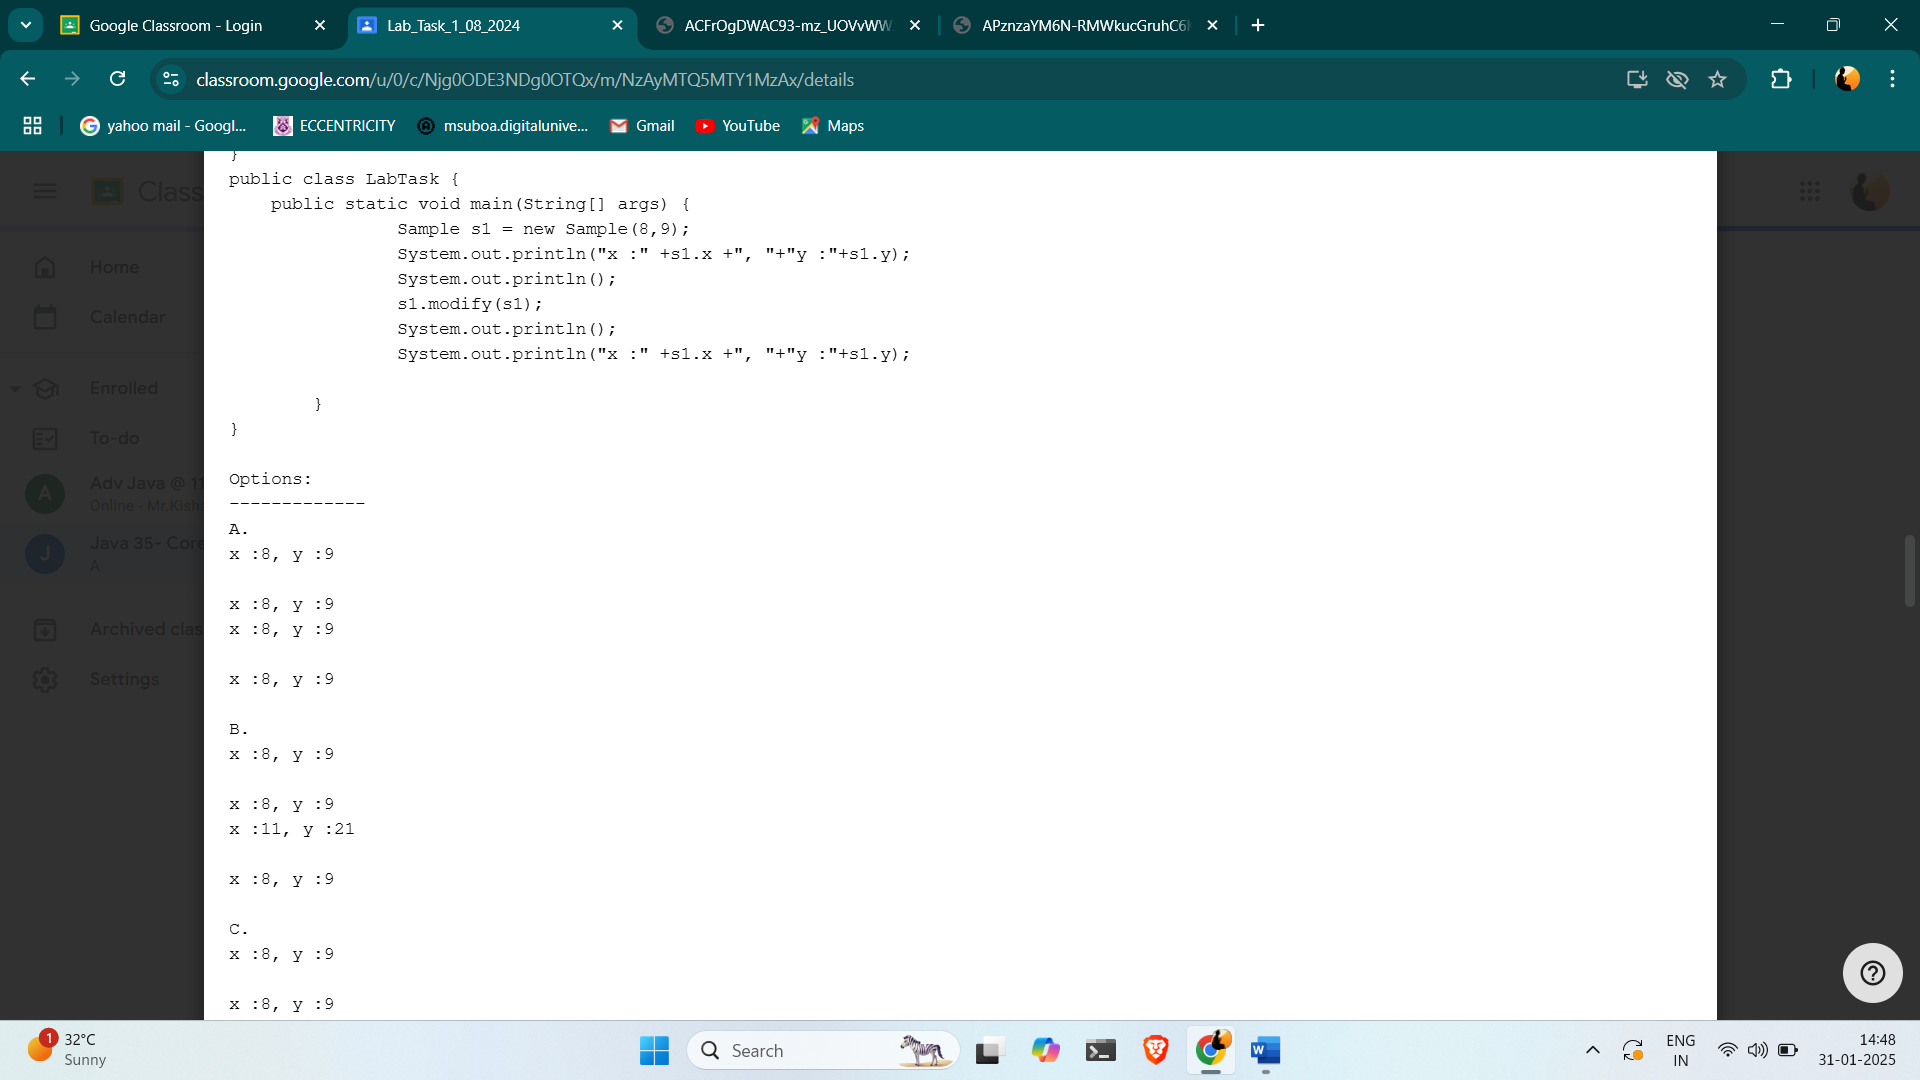 Google Classroom - Login
Lab_Task_1_08_2024
ACFrOgDWAC93-mz_UOVvWW
APznzaYM6N-RMWkucGruhC6
classroom.google.com/u/0/c/Njg0ODE3NDg0OTQx/m/NzAyMTQ5MTY1MzAx/details
yahoo mail - Googl...
ECCENTRICITY
msuboa.digitalunive...
Gmail
YouTube
Maps
Class
Home
Calendar
Enrolled
To-do
A
Adv Java @ 11
Online - Mr.Kish
J
Java 35- Core
A
Archived clas
Settings
}
public class LabTask {
public static void main(String[] args) {
Sample s1 = new Sample(8,9);
System.out.println("x :" +s1.x +", "+"y :"+s1.y);
System.out.println();
s1.modify(s1);
System.out.println();
System.out.println("x :" +s1.x +", "+"y :"+s1.y);
}
}
Options:
-------------
A.
x :8, y :9
x :8, y :9
x :8, y :9
x :8, y :9
B.
x :8, y :9
x :8, y :9
x :11, y :21
x :8, y :9
C.
x :8, y :9
x :8, y :9
1
32°C
Sunny
Search
ENG
IN
14:48
31-01-2025